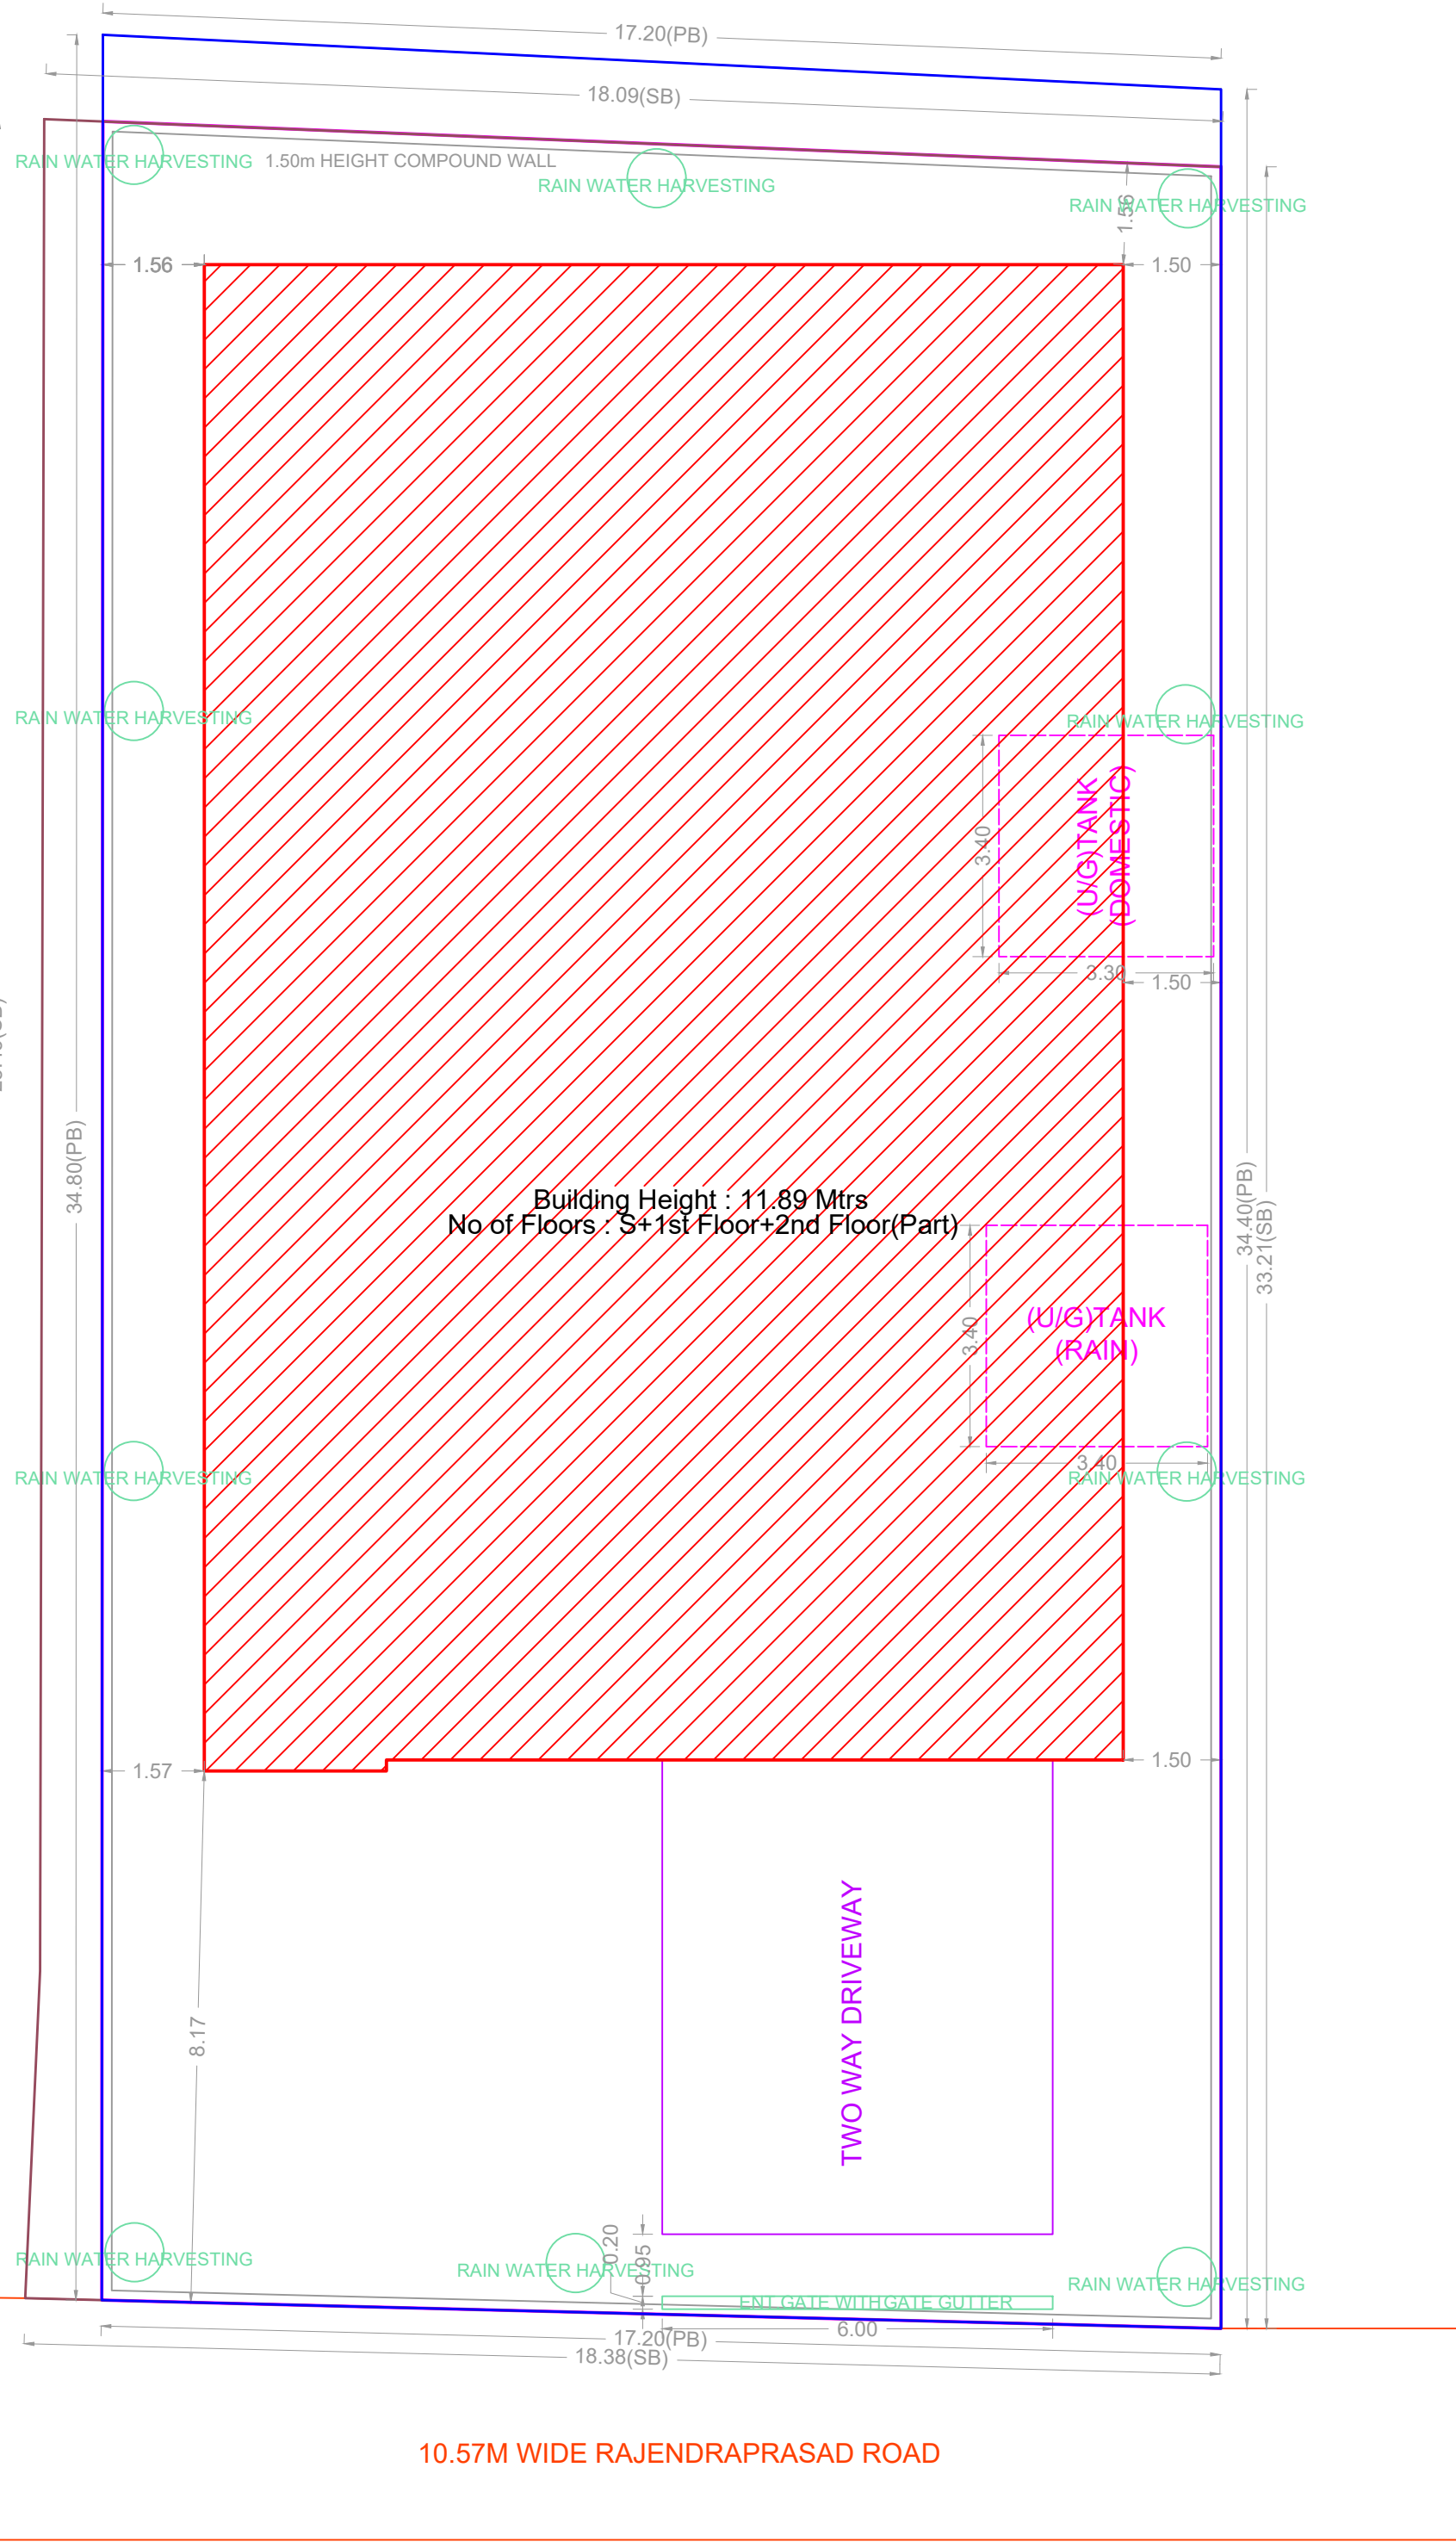 17.20(PB)
18.09(SB)
RAIN WATER HARVESTING
1.50m HEIGHT COMPOUND WALL
RAIN WATER HARVESTING
RAIN WATER HARVESTING
1.56
1.56
1.50
RAIN WATER HARVESTING
RAIN WATER HARVESTING
3.40
(U/G)TANK
(DOMESTIC)
3.30
1.50
34.80(PB)
34.40(PB)
33.21(SB)
Building Height : 11.89 Mtrs
No of Floors : S+1st Floor+2nd Floor(Part)
3.40
(U/G)TANK
(RAIN)
3.40
RAIN WATER HARVESTING
RAIN WATER HARVESTING
1.57
1.50
8.17
TWO WAY DRIVEWAY
0.20
0.95
RAIN WATER HARVESTING
RAIN WATER HARVESTING
RAIN WATER HARVESTING
ENT GATE WITHGATE GUTTER
6.00
17.20(PB)
18.38(SB)
10.57M WIDE RAJENDRAPRASAD ROAD